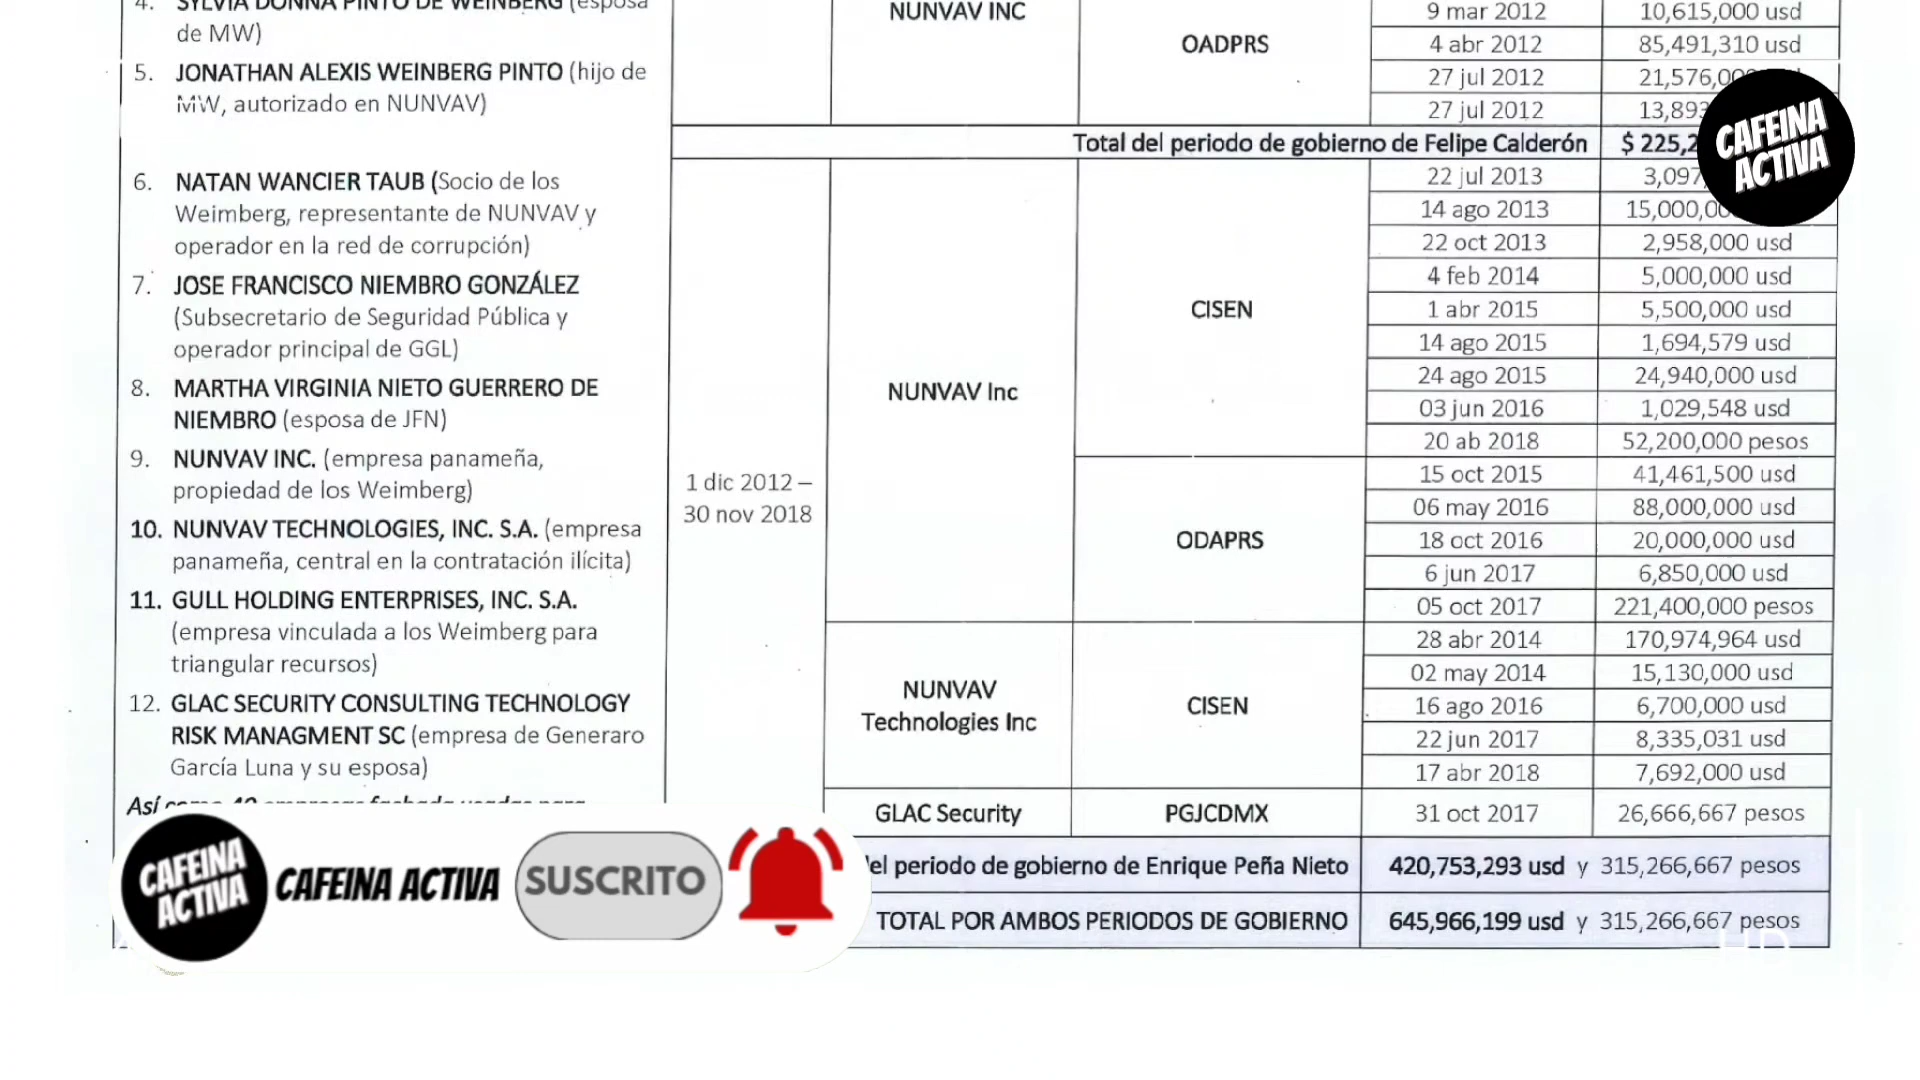 4. SYLVIA DONNA PINTO DE WEINBERG (esposa
de MW)
5. JONATHAN ALEXIS WEINBERG PINTO (hijo de
MW, autorizado en NUNVAV)
6. NATAN WANCIER TAUB (Socio de los
Weimberg, representante de NUNVAV y
operador en la red de corrupción)
7. JOSE FRANCISCO NIEMBRO GONZÁLEZ
(Subsecretario de Seguridad Pública y
operador principal de GGL)
8. MARTHA VIRGINIA NIETO GUERRERO DE
NIEMBRO (esposa de JFN)
9. NUNVAV INC. (empresa panameña,
propiedad de los Weimberg)
10. NUNVAV TECHNOLOGIES, INC. S.A. (empresa
panameña, central en la contratación ilícita)
11. GULL HOLDING ENTERPRISES, INC. S.A.
(empresa vinculada a los Weimberg para
triangular recursos)
12. GLAC SECURITY CONSULTING TECHNOLOGY
RISK MANAGMENT SC (empresa de Generaro
García Luna y su esposa)
Así
NUNVAV INC
OADPRS
9 mar 2012 10,615,000 usd
4 abr 2012 85,491,310 usd
27 jul 2012
27 jul 2012
Total del periodo de gobierno de Felipe Calderón
1 dic 2012 –
30 nov 2018
NUNVAV Inc
CISEN
22 jul 2013
14 ago 2013
22 oct 2013 2,958,000 usd
4 feb 2014 5,000,000 usd
1 abr 2015 5,500,000 usd
14 ago 2015 1,694,579 usd
24 ago 2015 24,940,000 usd
03 jun 2016 1,029,548 usd
20 ab 2018 52,200,000 pesos
ODAPRS
15 oct 2015 41,461,500 usd
06 may 2016 88,000,000 usd
18 oct 2016 20,000,000 usd
6 jun 2017 6,850,000 usd
05 oct 2017 221,400,000 pesos
NUNVAV
Technologies Inc
CISEN
28 abr 2014 170,974,964 usd
02 may 2014 15,130,000 usd
16 ago 2016 6,700,000 usd
22 jun 2017 8,335,031 usd
17 abr 2018 7,692,000 usd
GLAC Security PGJCDMX 31 oct 2017 26,666,667 pesos
el periodo de gobierno de Enrique Peña Nieto 420,753,293 usd y 315,266,667 pesos
TOTAL POR AMBOS PERIODOS DE GOBIERNO 645,966,199 usd y 315,266,667 pesos
CAFEINA
ACTIVA
CAFEINA
ACTIVA
CAFEINA ACTIVA
SUSCRITO
HD